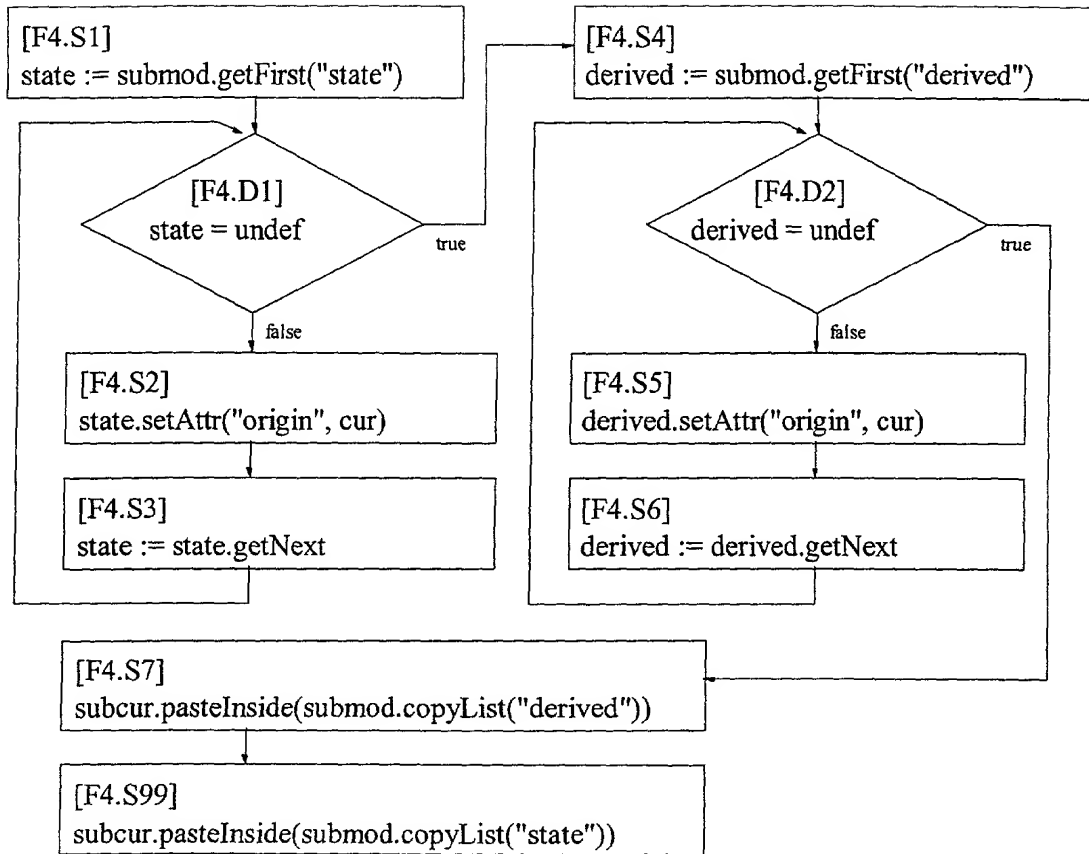 [F4.S1]
state := submod.getFirst("state")
[F4.D1]
state = undef
true
false
[F4.S2]
state.setAttr("origin", cur)
[F4.S3]
state := state.getNext
[F4.S4]
derived := submod.getFirst("derived")
[F4.D2]
derived = undef
true
false
[F4.S5]
derived.setAttr("origin", cur)
[F4.S6]
derived := derived.getNext
[F4.S7]
subcur.pasteInside(submod.copyList("derived"))
[F4.S99]
subcur.pasteInside(submod.copyList("state"))